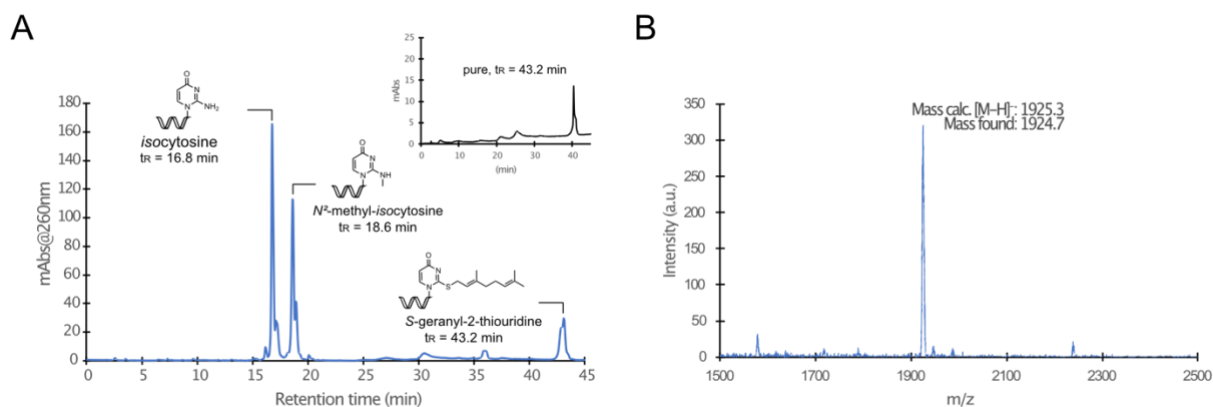 A
B
O
N
N
NH₂
isocytosine
tR = 16.8 min
O
N
N
NH
N²-methyl-isocytosine
tR = 18.6 min
O
N
N
S
S-geranyl-2-thiouridine
tR = 43.2 min
pure, tR = 43.2 min
mAbs
25
20
15
10
5
0
0 10 20 30 40
(min)
mAbs@260nm
180
160
140
120
100
80
60
40
20
0
0 5 10 15 20 25 30 35 40 45
Retention time (min)
Mass calc. [M–H]⁻: 1925.3
Mass found: 1924.7
Intensity (a.u.)
350
300
250
200
150
100
50
0
1500 1700 1900 2100 2300 2500
m/z